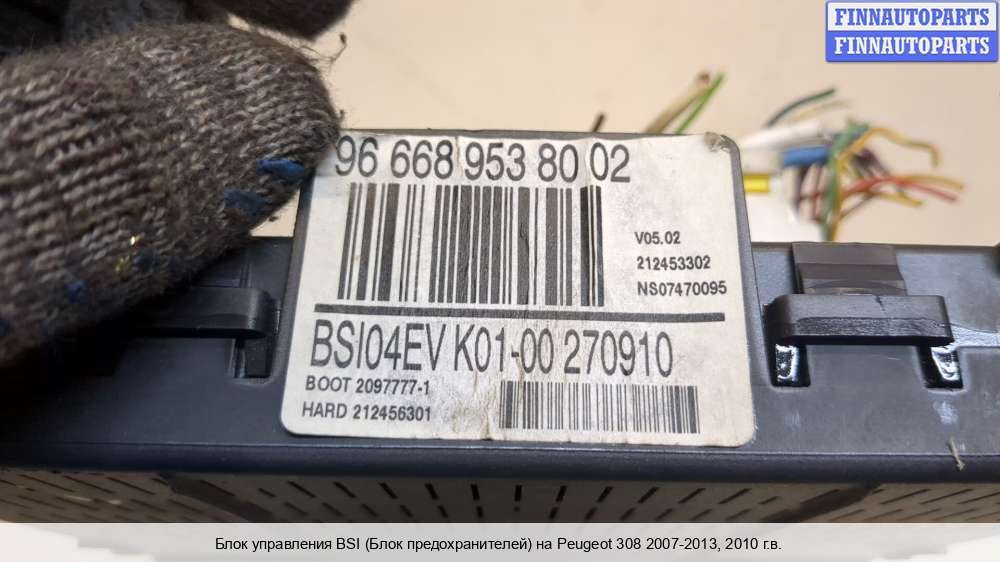 FINNAUTOPARTS
FINNAUTOPARTS
96 668 953 80 02
V05.02
212453302
NS07470095
BSI04EV K01-00 270910
BOOT 2097777-1
HARD 212456301
Блок управления BSI (Блок предохранителей) на Peugeot 308 2007-2013, 2010 г.в.